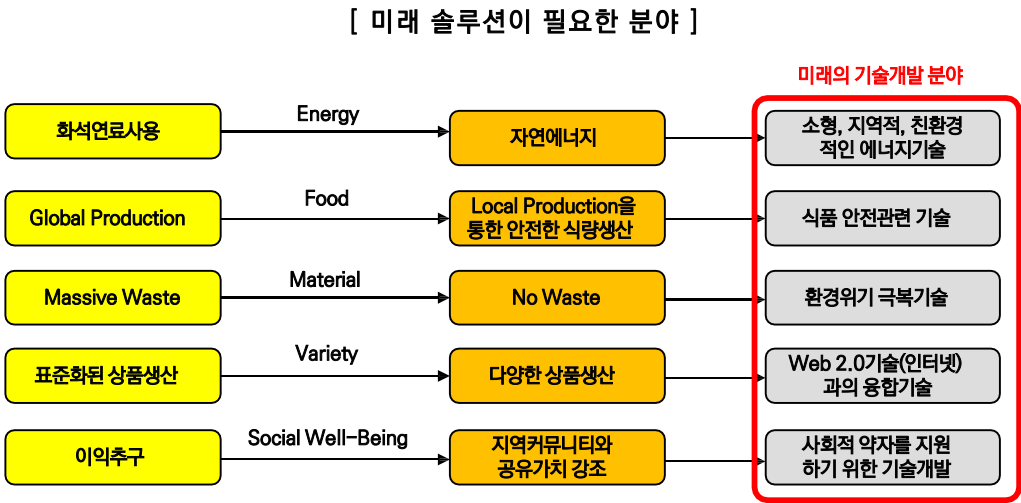 [ 미래 솔루션이 필요한 분야 ]
미래의 기술개발 분야
화석연료사용
Energy
자연에너지
소형, 지역적, 친환경
적인 에너지기술
Global Production
Food
Local Production을
통한 안전한 식량생산
식품 안전관련 기술
Massive Waste
Material
No Waste
환경위기 극복기술
표준화된 상품생산
Variety
다양한 상품생산
Web 2.0기술(인터넷)
과의 융합기술
이익추구
Social Well-Being
지역커뮤니티와
공유가치 강조
사회적 약자를 지원
하기 위한 기술개발